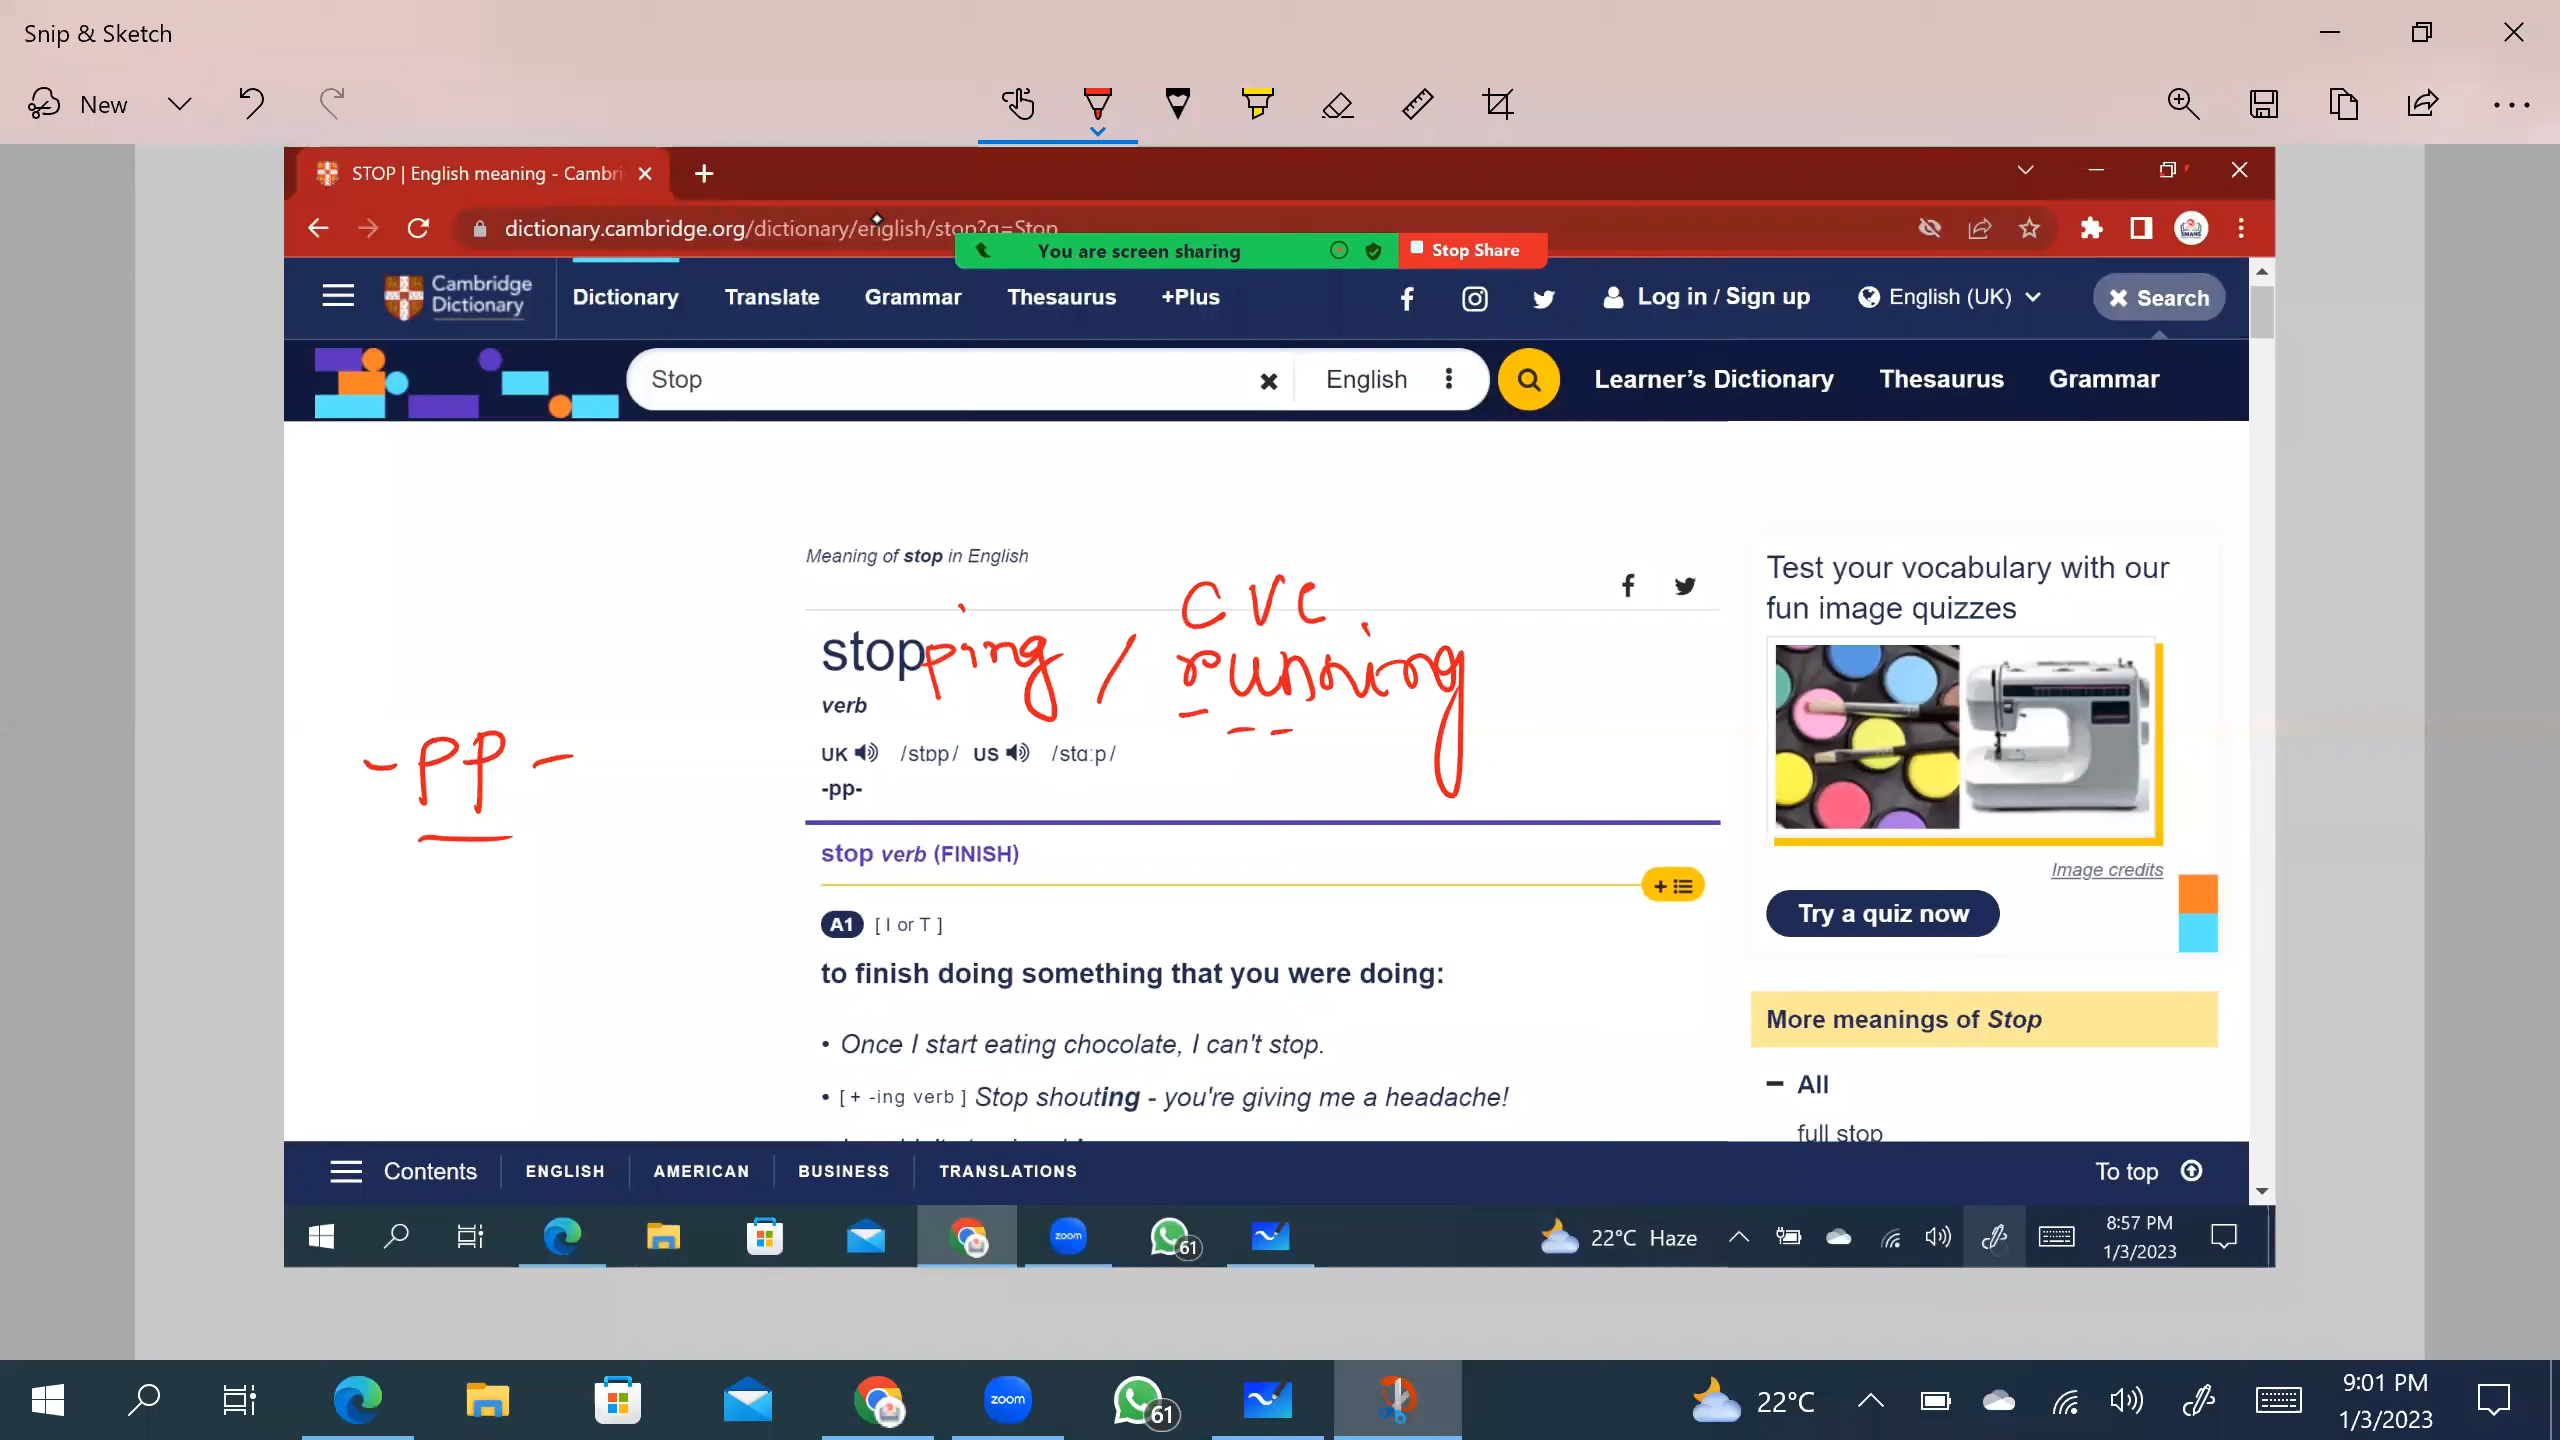 Snip & Sketch
New
STOP | English meaning - Cambri
dictionary.cambridge.org/dictionary/english/stop?q=Stop
You are screen sharing
Stop Share
Cambridge Dictionary
Dictionary Translate Grammar Thesaurus +Plus
Log in / Sign up
English (UK)
Search
Stop
English
Learner's Dictionary Thesaurus Grammar
Meaning of stop in English
CVC
stopping / running
verb
UK /stɒp/ US /stɑːp/
-pp-
-PP-
stop verb (FINISH)
A1 [ I or T ]
to finish doing something that you were doing:
• Once I start eating chocolate, I can't stop.
• [ + -ing verb ] Stop shouting - you're giving me a headache!
Test your vocabulary with our
fun image quizzes
Image credits
Try a quiz now
More meanings of Stop
All
full stop
Contents ENGLISH AMERICAN BUSINESS TRANSLATIONS
To top
zoom
61
22°C Haze
8:57 PM
1/3/2023
zoom
61
22°C
9:01 PM
1/3/2023